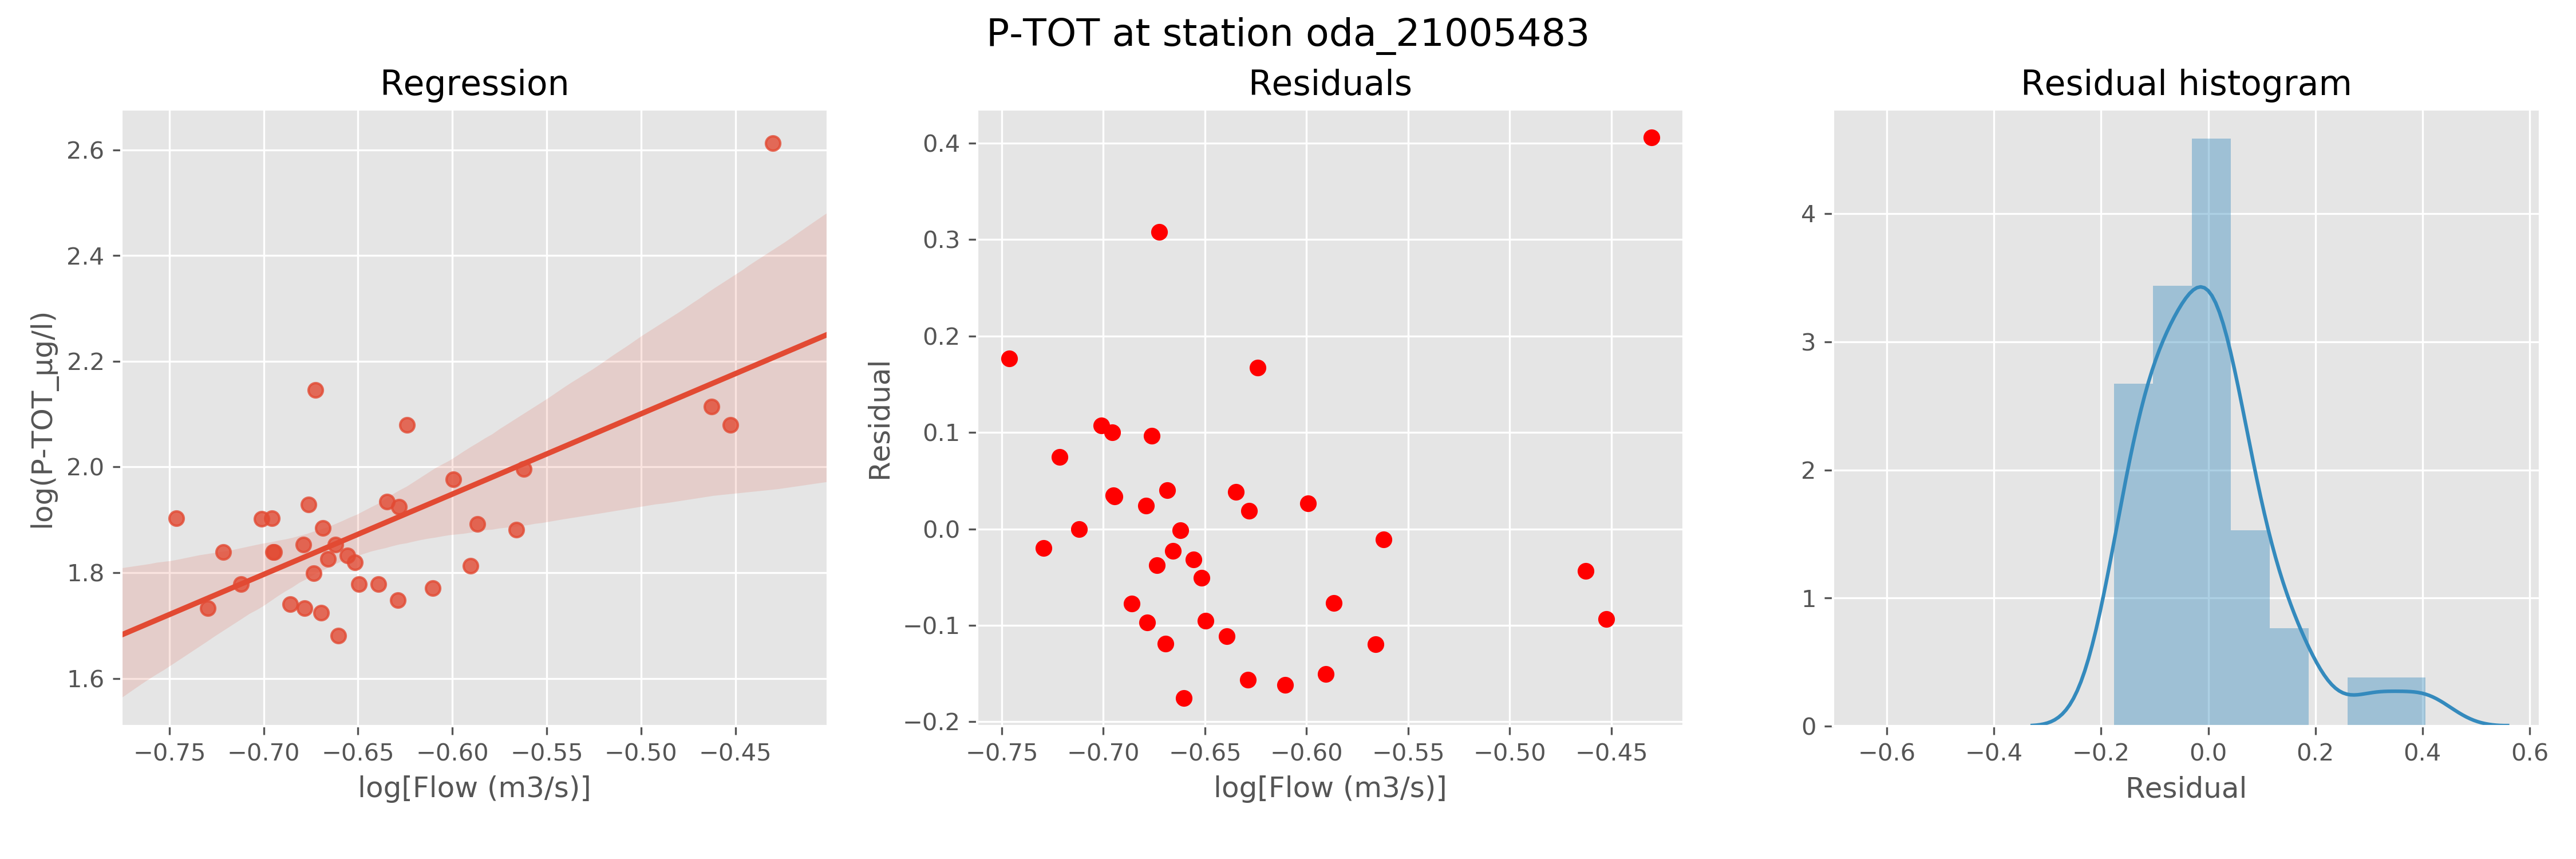 P-TOT at station oda_21005483
Regression
2.6
2.4
2.2
2.0
1.8
1.6
log(P-TOT_µg/l)
−0.75 −0.70 −0.65 −0.60 −0.55 −0.50 −0.45
log[Flow (m3/s)]
Residuals
0.4
0.3
0.2
0.1
0.0
−0.1
−0.2
Residual
−0.75 −0.70 −0.65 −0.60 −0.55 −0.50 −0.45
log[Flow (m3/s)]
Residual histogram
4
3
2
1
0
−0.6 −0.4 −0.2 0.0 0.2 0.4 0.6
Residual